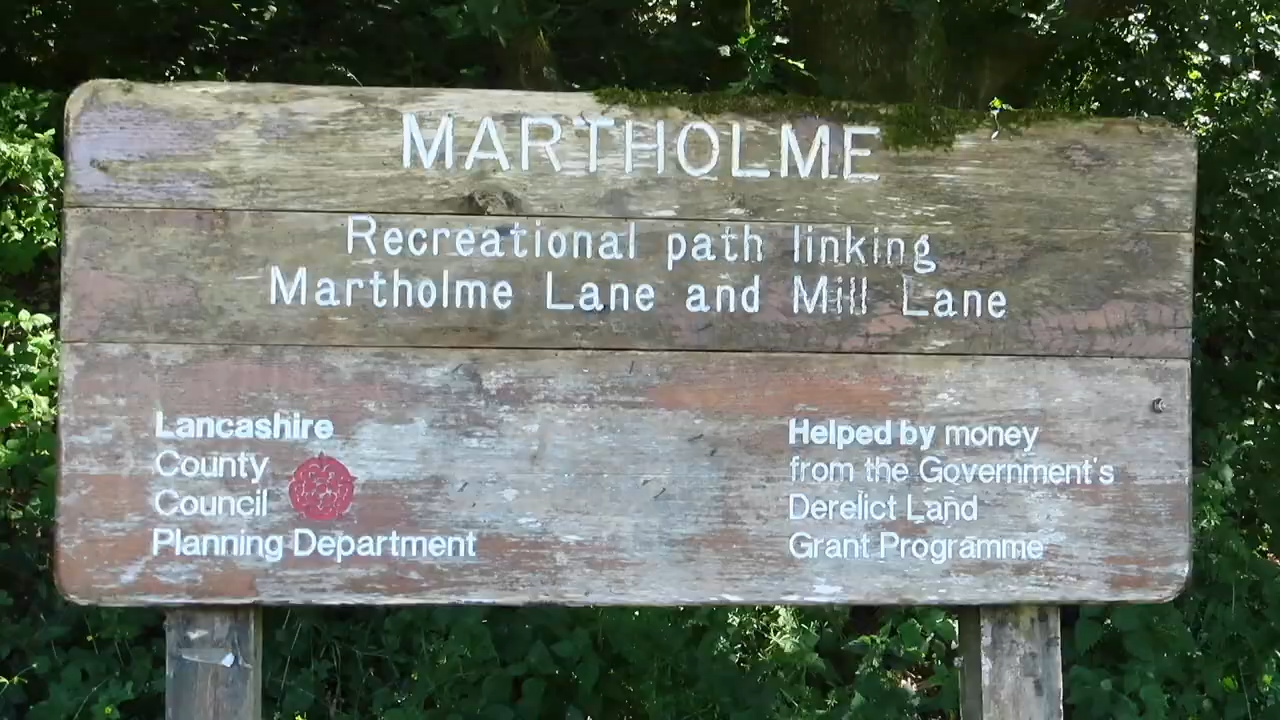 MARTHOLME
Recreational path linking
Martholme Lane and Mill Lane
Lancashire
County
Council
Planning Department
Helped by money
from the Government's
Derelict Land
Grant Programme